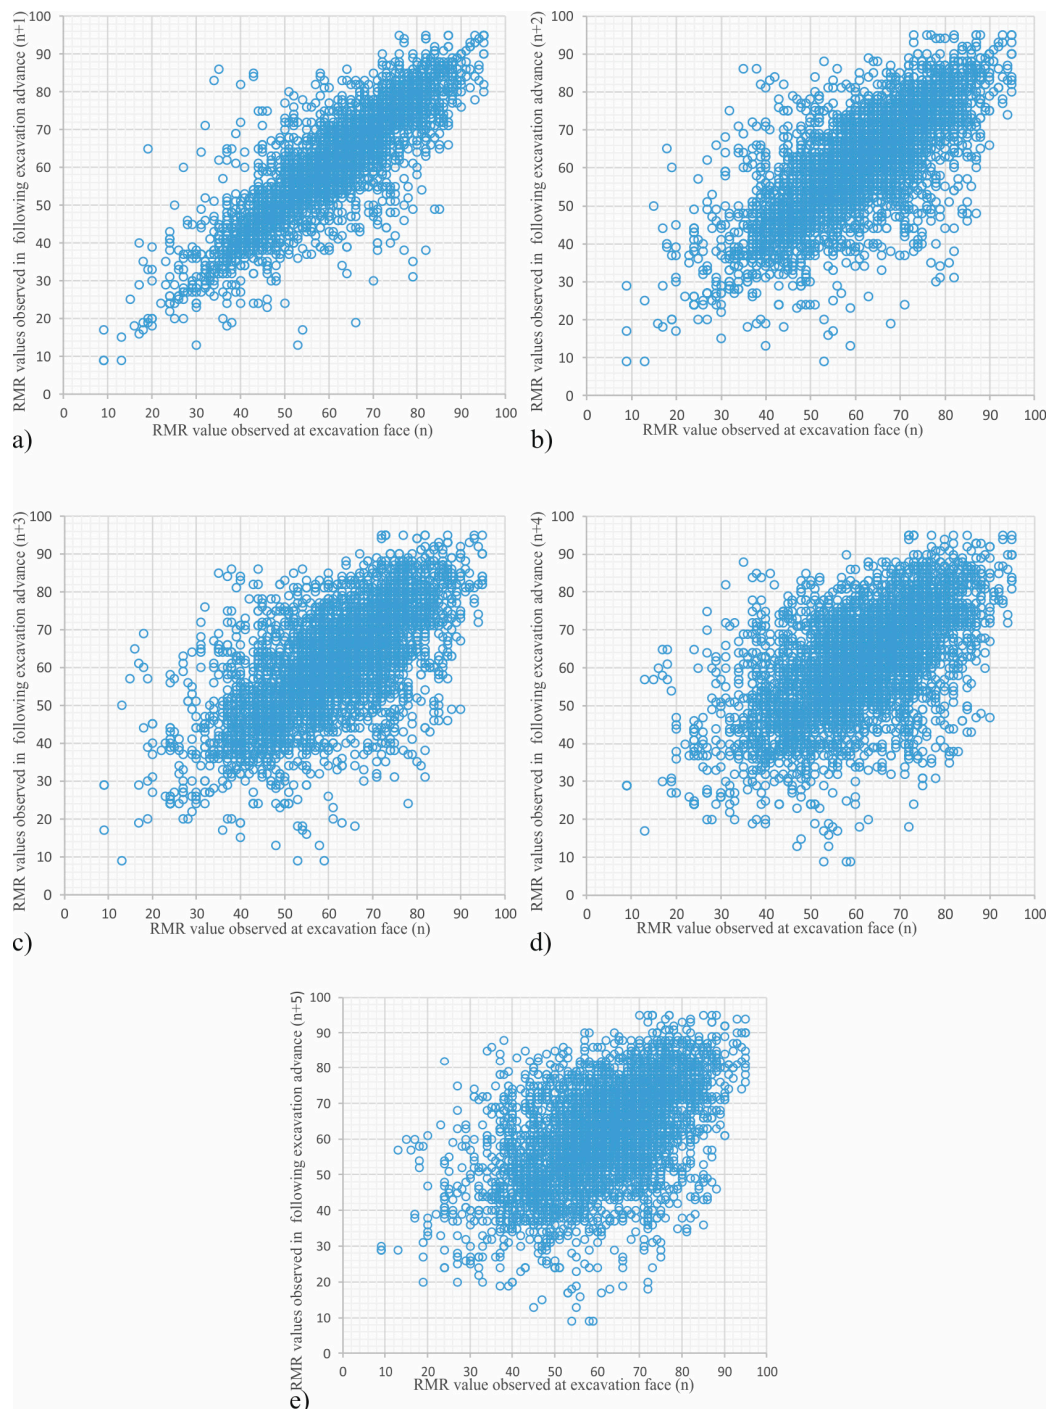 RMR values observed in following excavation advance (n+1)
100
90
80
70
60
50
40
30
20
10
0
0 10 20 30 40 50 60 70 80 90 100
RMR value observed at excavation face (n)
a)
RMR values observed in following excavation advance (n+2)
100
90
80
70
60
50
40
30
20
10
0
0 10 20 30 40 50 60 70 80 90 100
RMR value observed at excavation face (n)
b)
RMR values observed in following excavation advance (n+3)
100
90
80
70
60
50
40
30
20
10
0
0 10 20 30 40 50 60 70 80 90 100
RMR value observed at excavation face (n)
c)
RMR values observed in following excavation advance (n+4)
100
90
80
70
60
50
40
30
20
10
0
0 10 20 30 40 50 60 70 80 90 100
RMR value observed at excavation face (n)
d)
RMR values observed in following excavation advance (n+5)
100
90
80
70
60
50
40
30
20
10
0
0 10 20 30 40 50 60 70 80 90 100
RMR value observed at excavation face (n)
e)